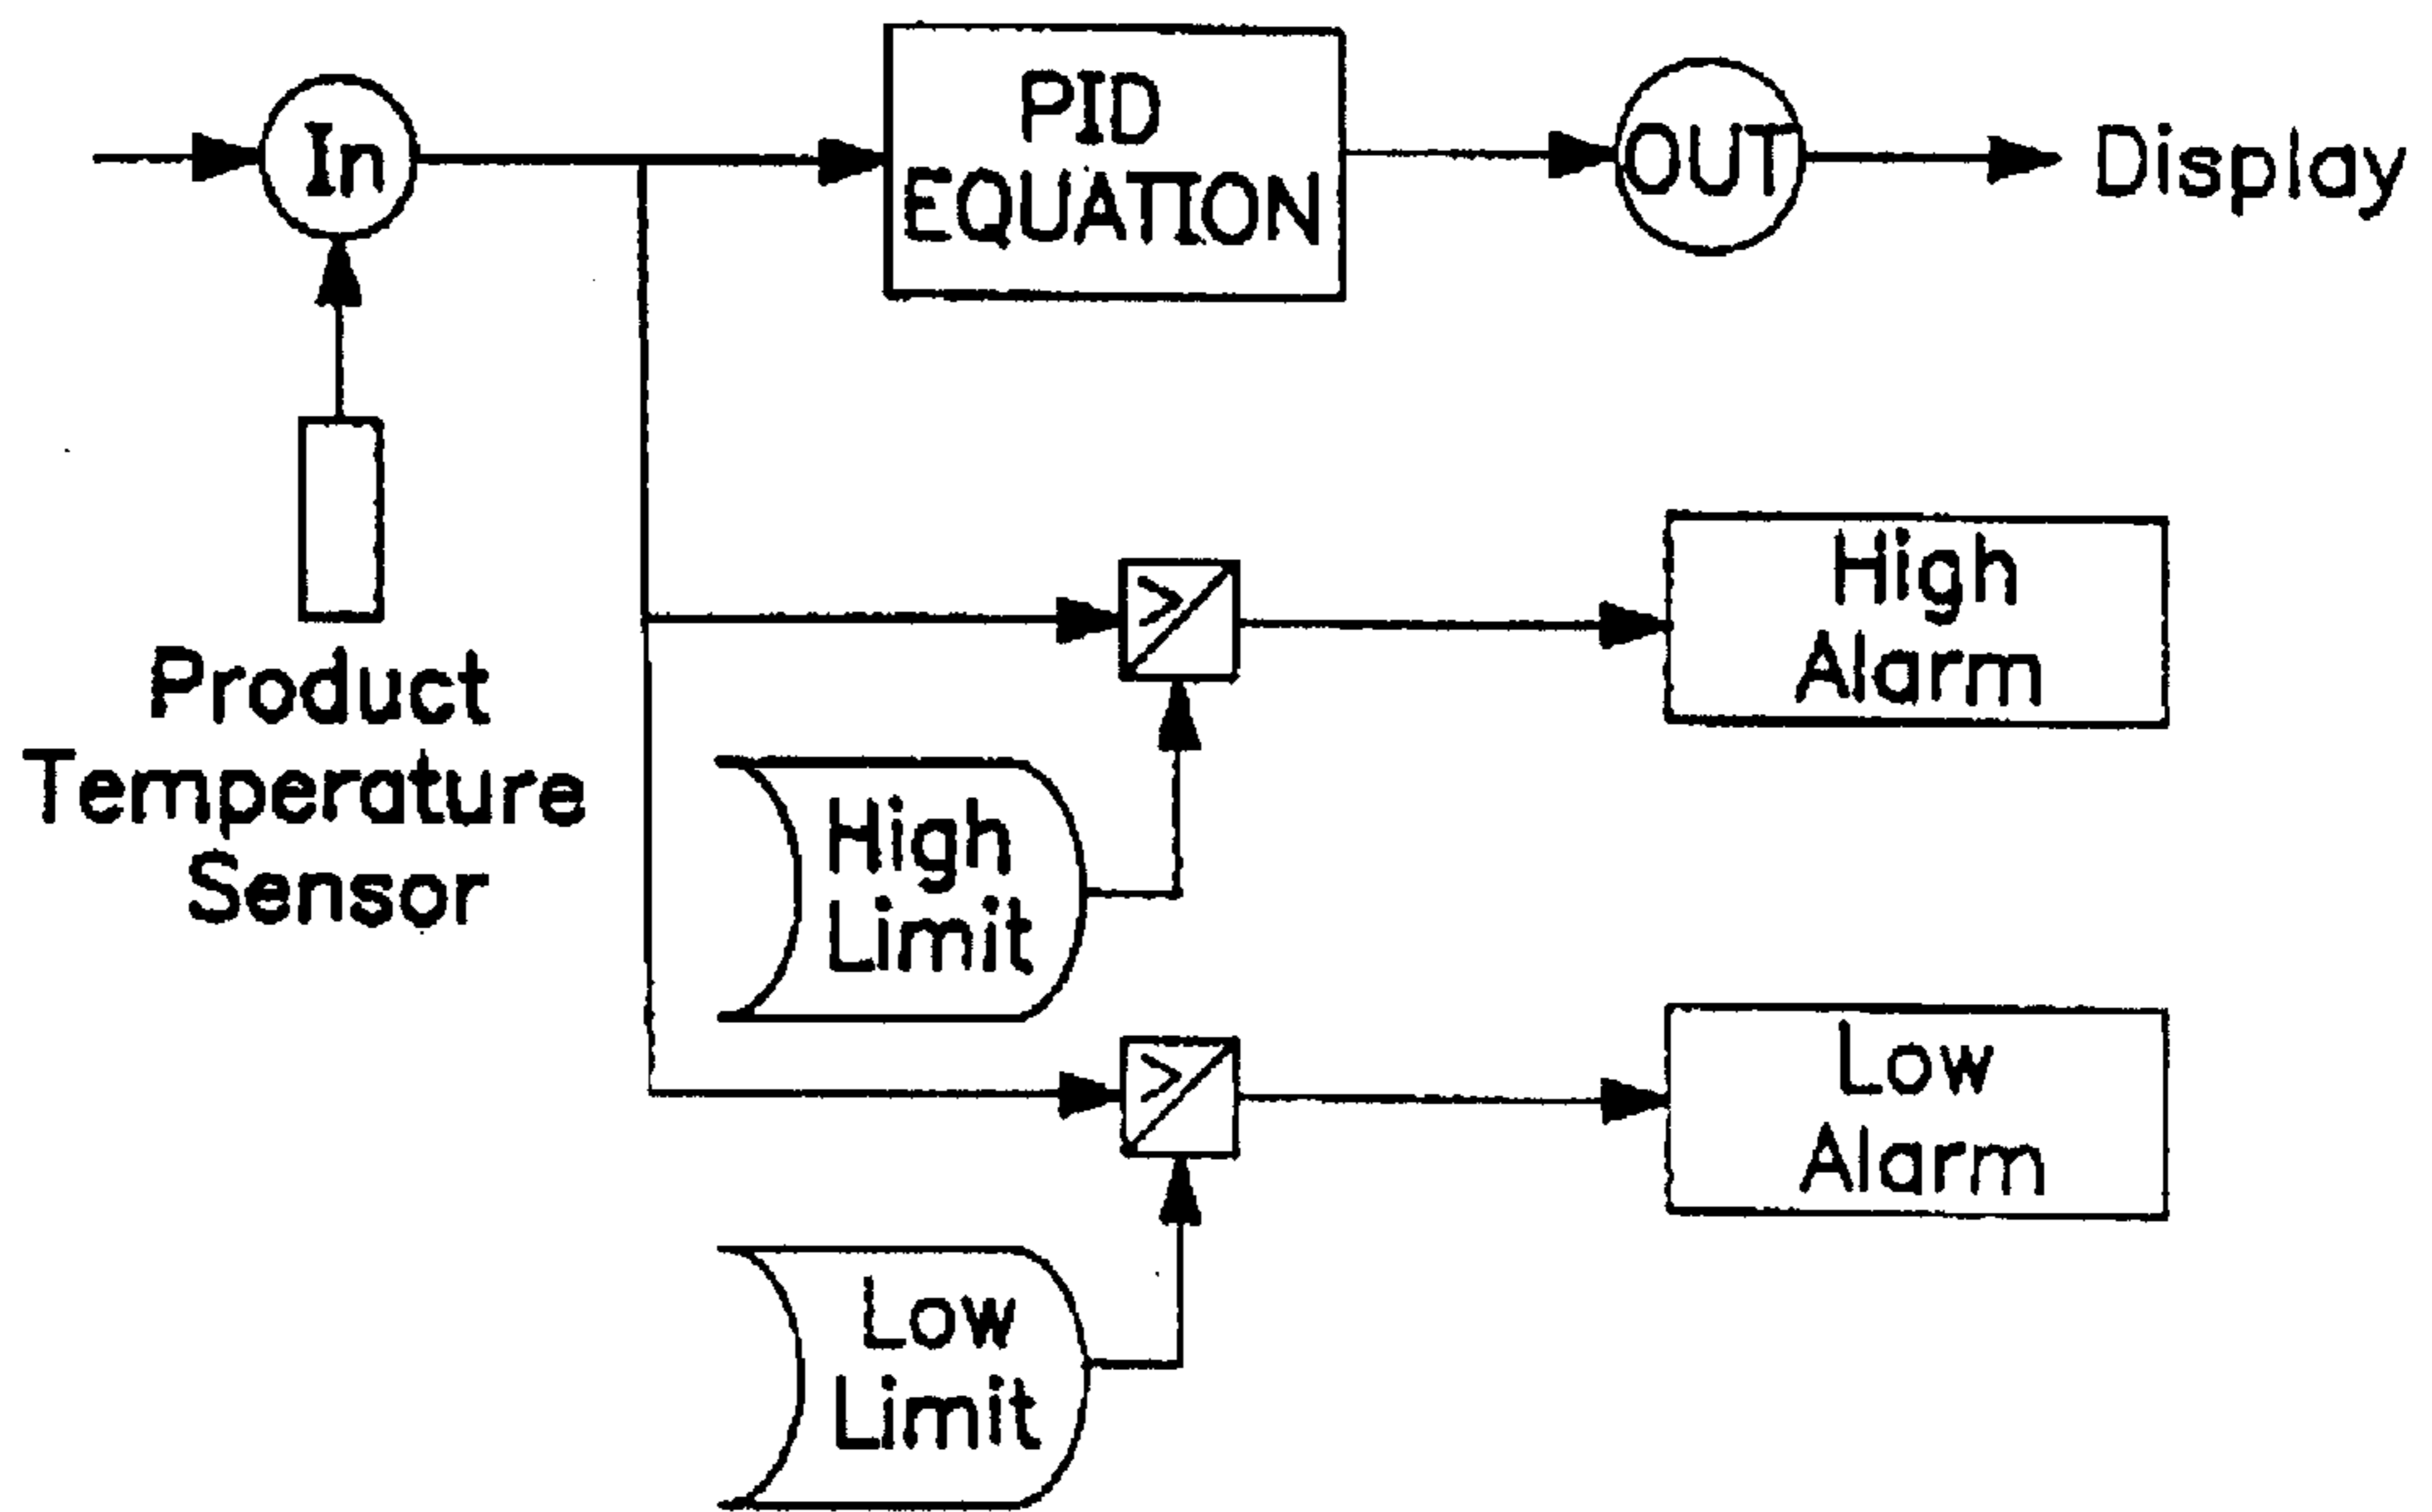 In
PID
EQUATION
OUT
Display
Product
Temperature
Sensor
>
High
Alarm
High
Limit
>
Low
Alarm
Low
Limit